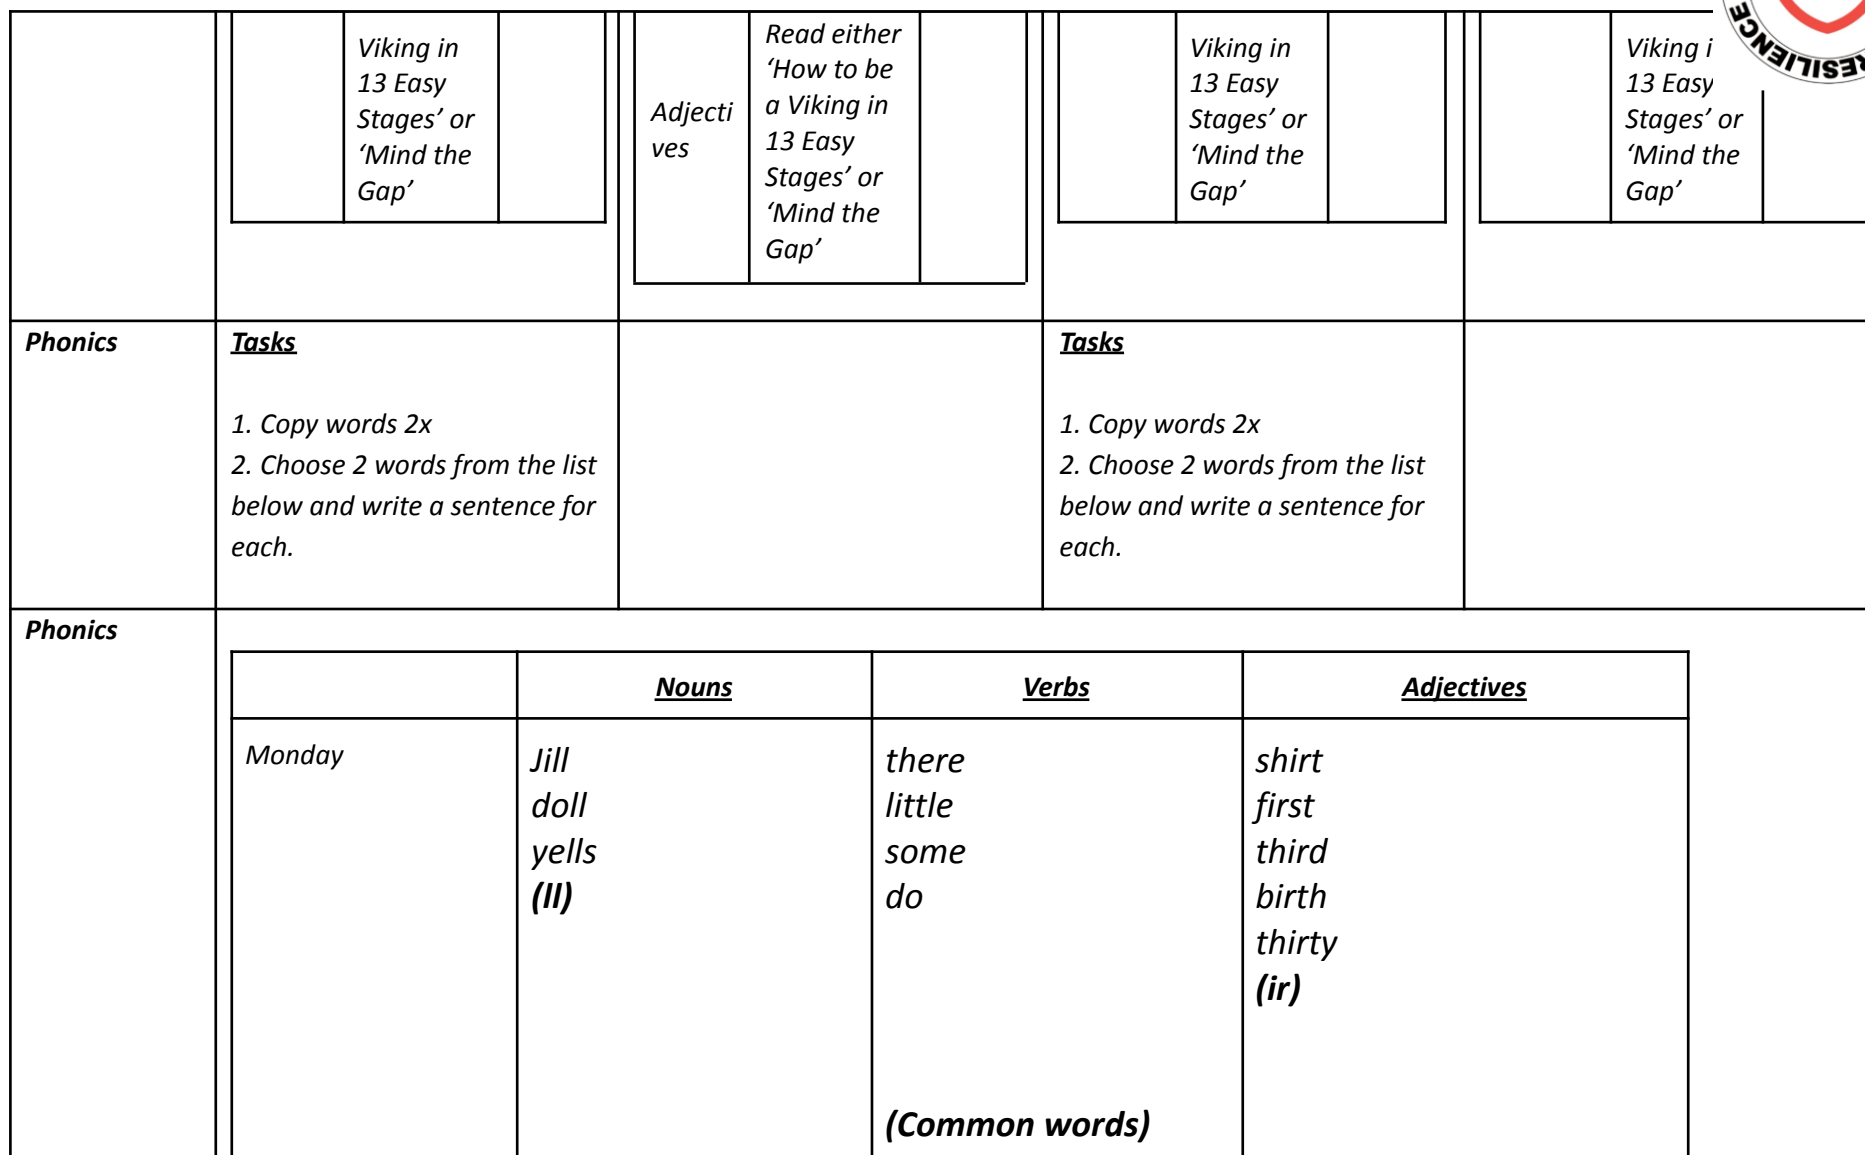 Viking in
13 Easy
Stages’ or
‘Mind the
Gap’
Adjecti
ves
Read either
‘How to be
a Viking in
13 Easy
Stages’ or
‘Mind the
Gap’
Viking in
13 Easy
Stages’ or
‘Mind the
Gap’
Viking i
13 Easy
Stages’ or
‘Mind the
Gap’
Phonics
Tasks
1. Copy words 2x
2. Choose 2 words from the list
below and write a sentence for
each.
Tasks
1. Copy words 2x
2. Choose 2 words from the list
below and write a sentence for
each.
Phonics
Nouns
Verbs
Adjectives
Monday
Jill
doll
yells
(ll)
there
little
some
do
(Common words)
shirt
first
third
birth
thirty
(ir)